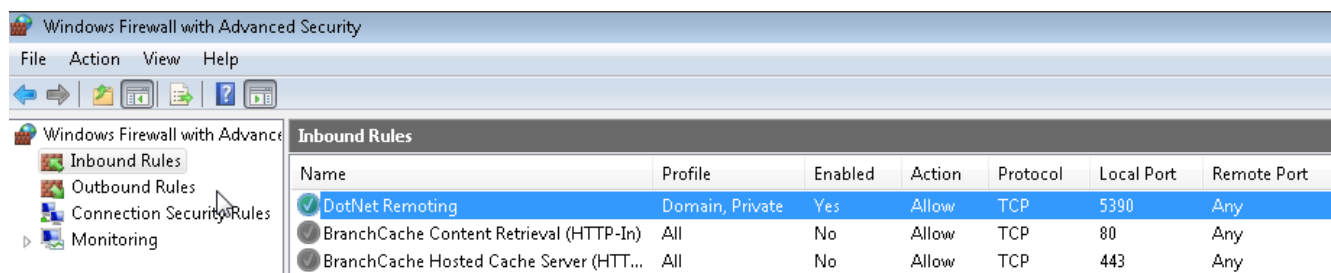 Windows Firewall with Advanced Security
File Action View Help
Windows Firewall with Advance
Inbound Rules
Outbound Rules
Connection Security Rules
Monitoring
Inbound Rules
Name Profile Enabled Action Protocol Local Port Remote Port
DotNet Remoting Domain, Private Yes Allow TCP 5390 Any
BranchCache Content Retrieval (HTTP-In) All No Allow TCP 80 Any
BranchCache Hosted Cache Server (HTT... All No Allow TCP 443 Any